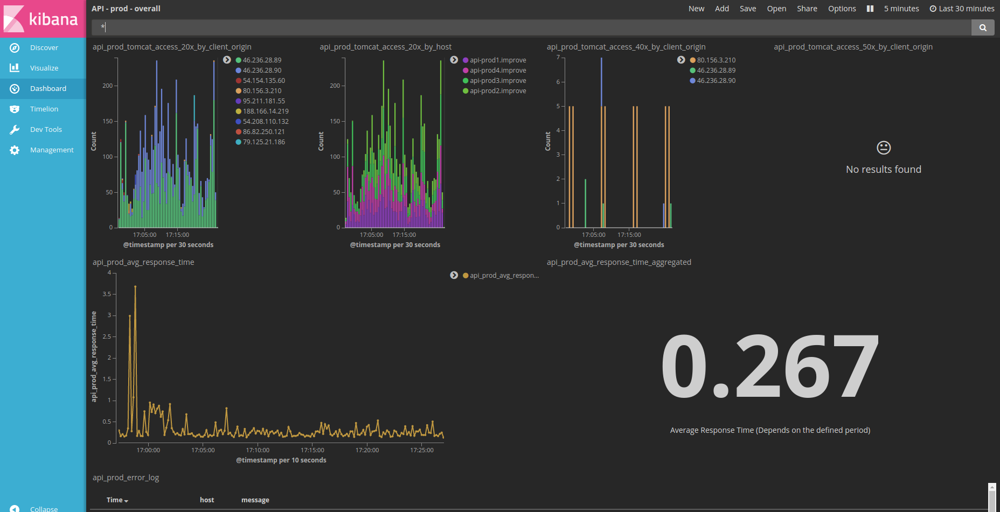 kibana
API - prod - overall
New Add Save Open Share Options 5 minutes Last 30 minutes
*
Discover
Visualize
Dashboard
Timelion
Dev Tools
Management
Collapse
api_prod_tomcat_access_20x_by_client_origin
Count
200
150
100
50
0
17:05:00 17:15:00
@timestamp per 30 seconds
46.236.28.89
46.236.28.90
54.154.135.60
80.156.3.210
95.211.181.55
188.166.14.219
54.208.110.132
86.82.250.121
79.125.21.186
api_prod_tomcat_access_20x_by_host
Count
200
150
100
50
0
17:05:00 17:15:00
@timestamp per 30 seconds
api-prod1.improve
api-prod4.improve
api-prod3.improve
api-prod2.improve
api_prod_tomcat_access_40x_by_client_origin
Count
7
6
5
4
3
2
1
0
17:05:00 17:15:00
@timestamp per 30 seconds
80.156.3.210
46.236.28.89
46.236.28.90
api_prod_tomcat_access_50x_by_client_origin
No results found
api_prod_avg_response_time
api_prod_avg_response_time
4
3.5
3
2.5
2
1.5
1
0.5
0
17:00:00 17:05:00 17:10:00 17:15:00 17:20:00 17:25:00
@timestamp per 10 seconds
api_prod_avg_respon...
api_prod_avg_response_time_aggregated
0.267
Average Response Time (Depends on the defined period)
api_prod_error_log
Time host message